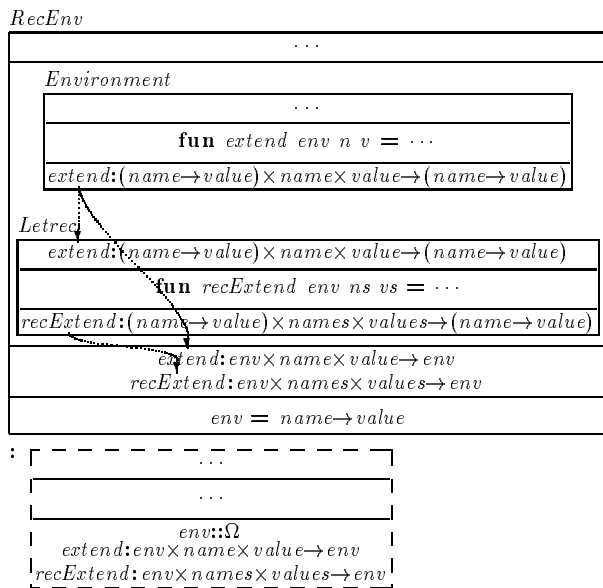 RecEnv
···
Environment
···
fun extend env n v = ···
extend:(name→value)×name×value→(name→value)
Letrec
extend:(name→value)×name×value→(name→value)
fun recExtend env ns vs = ···
recExtend:(name→value)×names×values→(name→value)
extend:env×name×value→env
recExtend:env×names×values→env
env = name→value
:
···
···
env::Ω
extend:env×name×value→env
recExtend:env×names×values→env